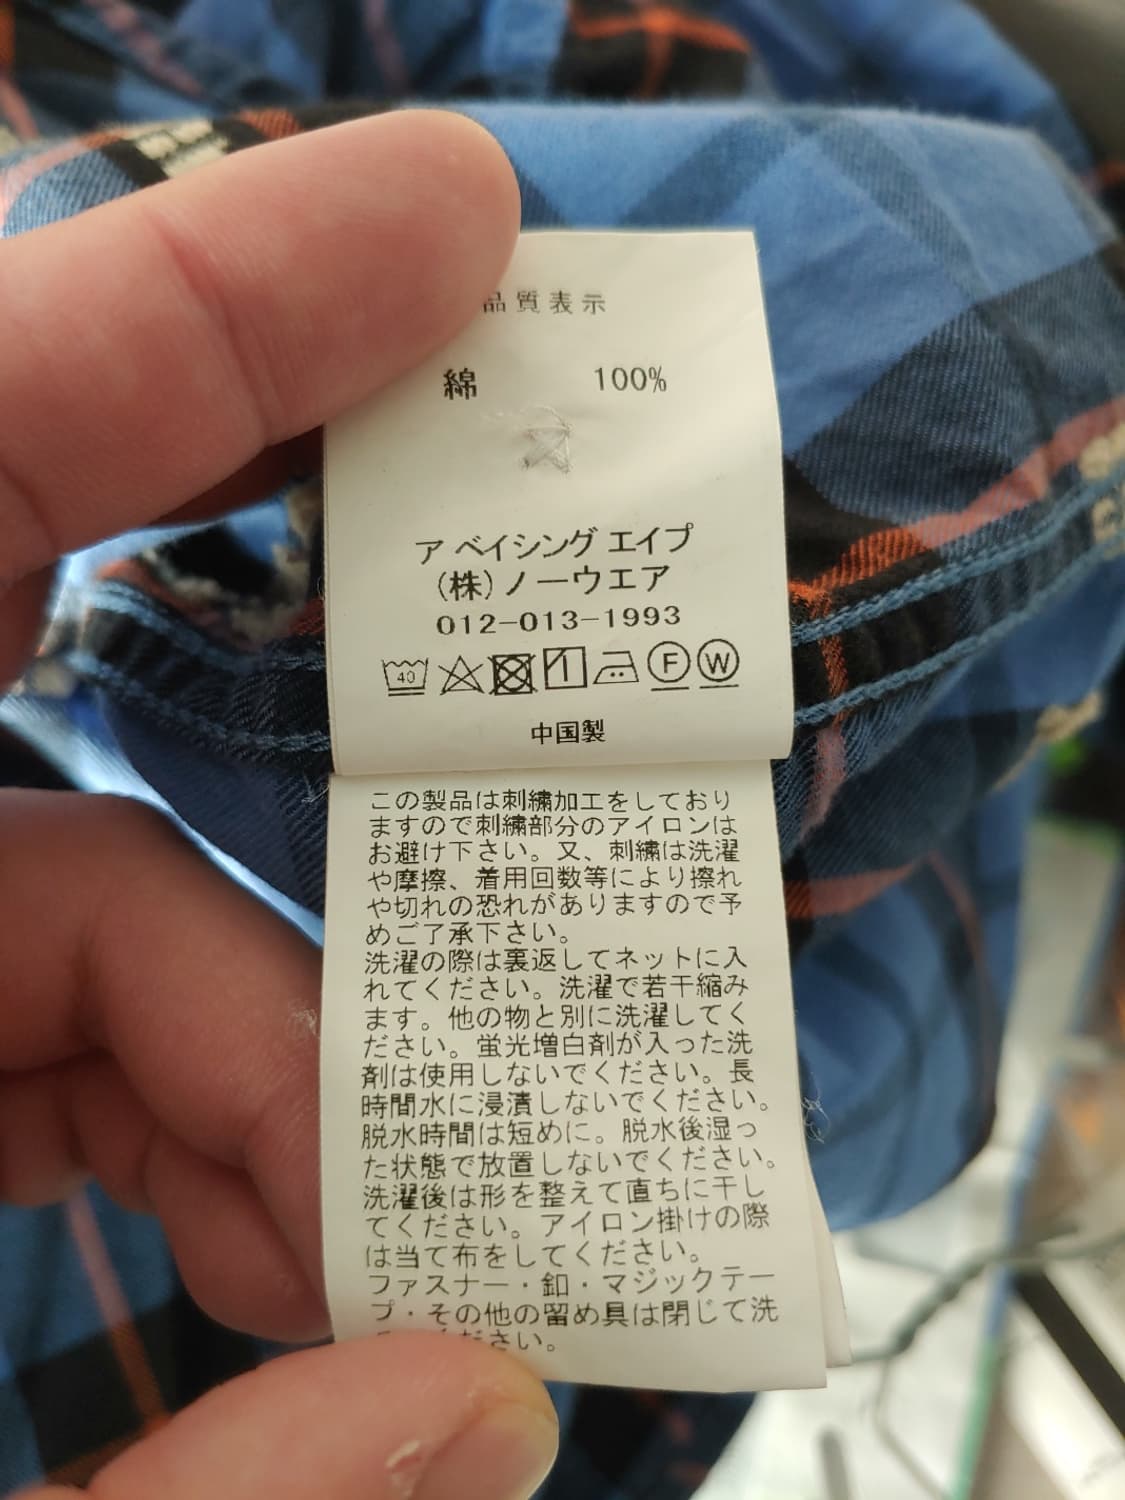 品質表示
綿 100%
ア ベイシング エイプ
(株)ノーウエア
012-013-1993
40 F W
中国製
この製品は刺繍加工をしており
ますので刺繍部分のアイロンは
お避け下さい。又、刺繍は洗濯
や摩擦、着用回数等により擦れ
や切れの恐れがありますので予
めご了承下さい。
洗濯の際は裏返してネットに入
れてください。洗濯で若干縮み
ます。他の物と別に洗濯してく
ださい。蛍光増白剤が入った洗
剤は使用しないでください。長
時間水に浸漬しないでください。
脱水時間は短めに。脱水後湿っ
た状態で放置しないでください。
洗濯後は形を整えて直ちに干し
てください。アイロン掛けの際
は当て布をしてください。
ファスナー・釦・マジックテー
プ・その他の留め具は閉じて洗
ださい。